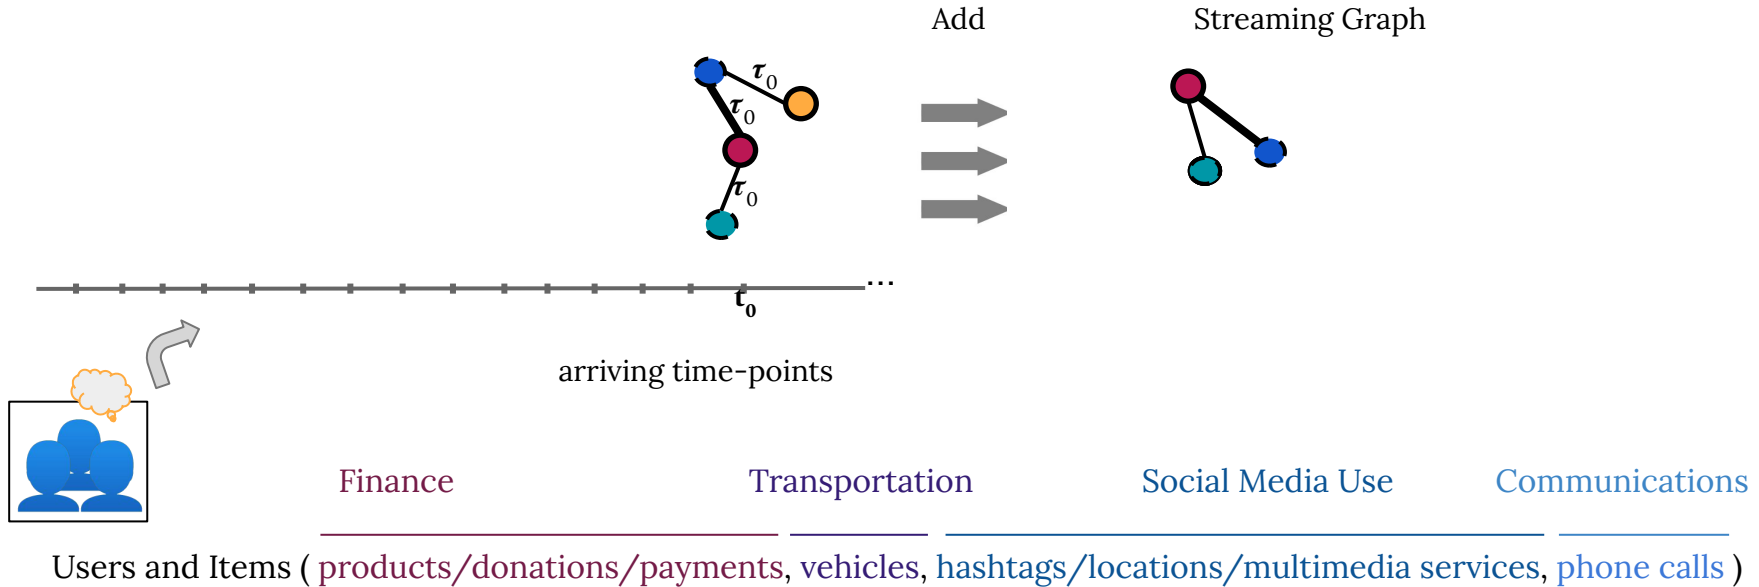 Add
Streaming Graph
τ0
τ0
τ0
...
t0
arriving time-points
Finance
Transportation
Social Media Use
Communications
Users and Items ( products/donations/payments, vehicles, hashtags/locations/multimedia services, phone calls )